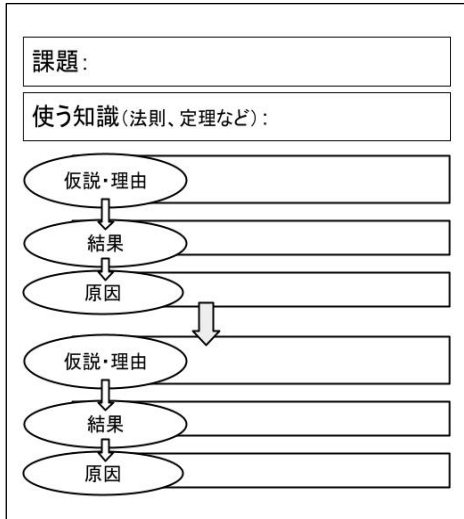 課題:
使う知識(法則、定理など):
仮説・理由
結果
原因
仮説・理由
結果
原因